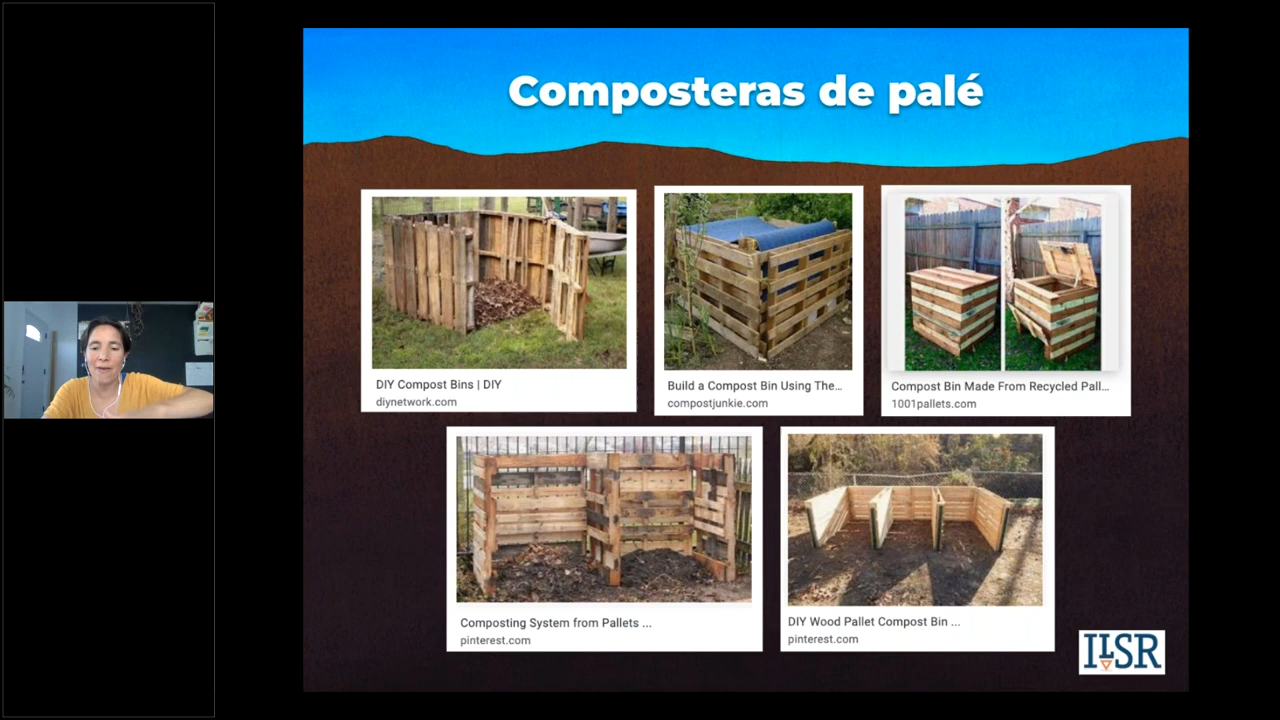 Composteras de palé
DIY Compost Bins | DIY
diynetwork.com
Build a Compost Bin Using The...
compostjunkie.com
Compost Bin Made From Recycled Pall...
1001pallets.com
Composting System from Pallets ...
pinterest.com
DIY Wood Pallet Compost Bin ...
pinterest.com
ILSR